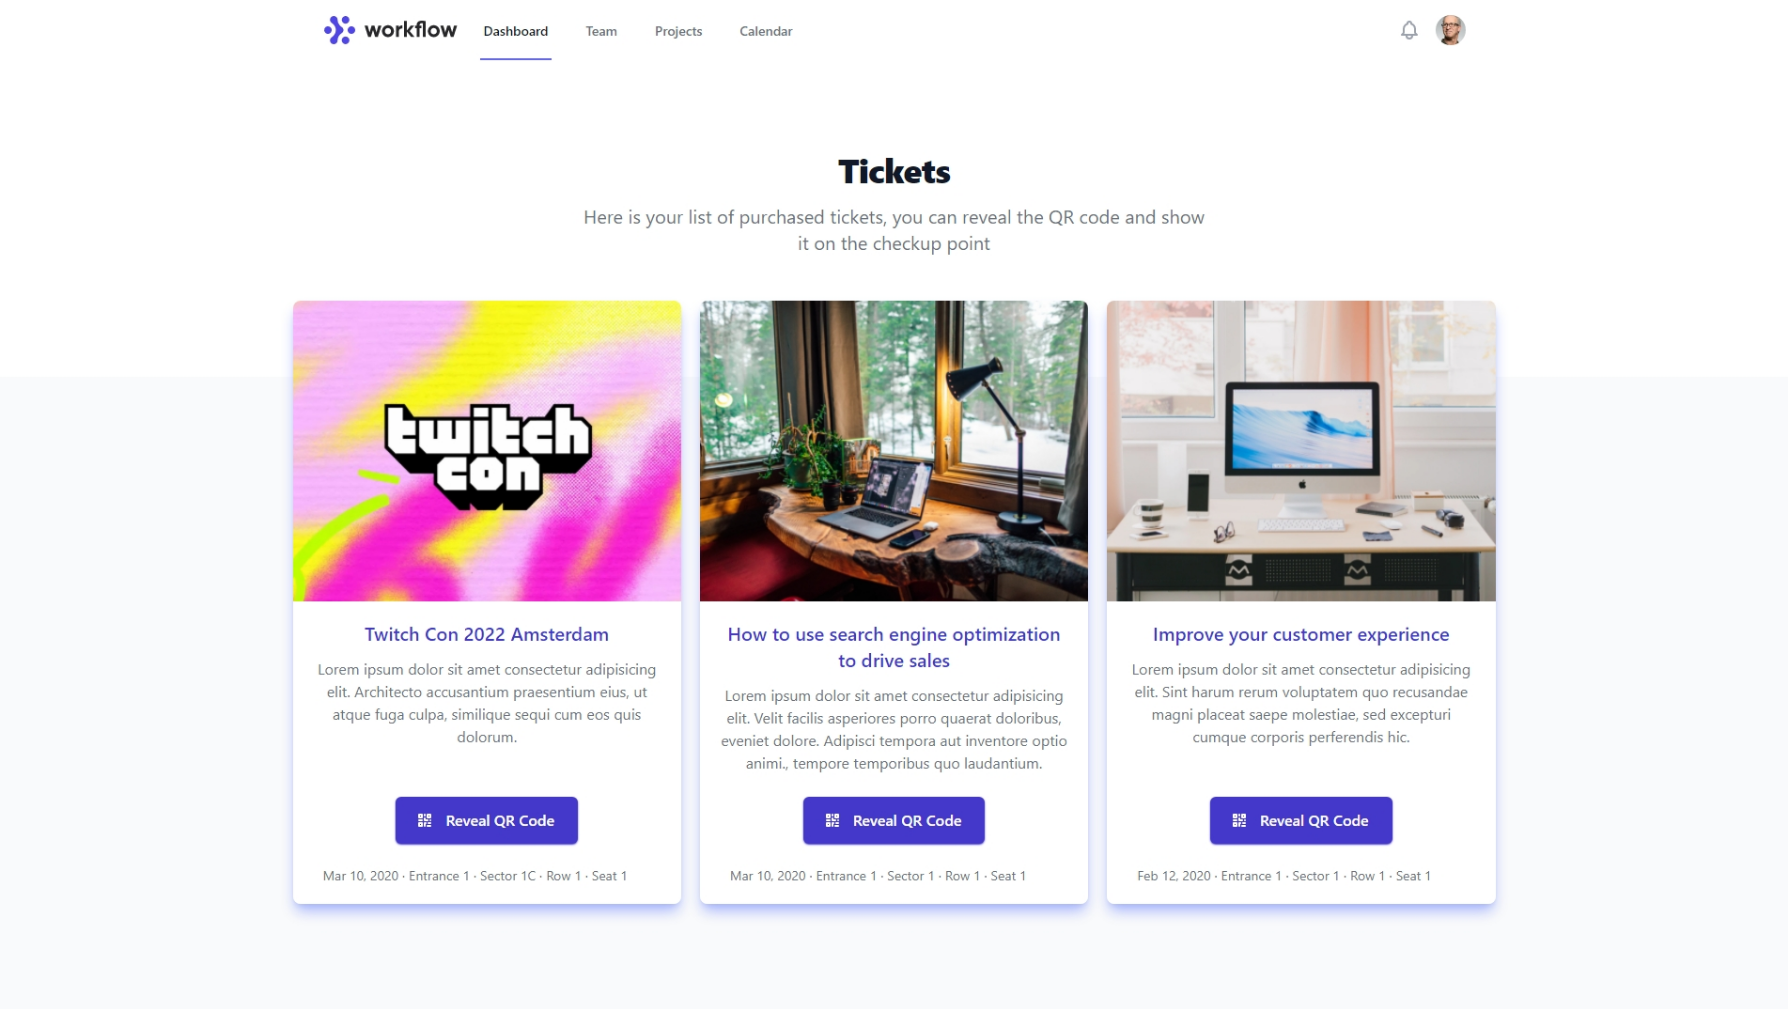 workflow
Dashboard
Team
Projects
Calendar
Tickets
Here is your list of purchased tickets, you can reveal the QR code and show
it on the checkup point
twitch
con
Twitch Con 2022 Amsterdam
Lorem ipsum dolor sit amet consectetur adipisicing
elit. Architecto accusantium praesentium eius, ut
atque fuga culpa, similique sequi cum eos quis
dolorum.
Reveal QR Code
Mar 10, 2020 · Entrance 1 · Sector 1C · Row 1 · Seat 1
How to use search engine optimization
to drive sales
Lorem ipsum dolor sit amet consectetur adipisicing
elit. Velit facilis asperiores porro quaerat doloribus,
eveniet dolore. Adipisci tempora aut inventore optio
animi., tempore temporibus quo laudantium.
Reveal QR Code
Mar 10, 2020 · Entrance 1 · Sector 1 · Row 1 · Seat 1
Improve your customer experience
Lorem ipsum dolor sit amet consectetur adipisicing
elit. Sint harum rerum voluptatem quo recusandae
magni placeat saepe molestiae, sed excepturi
cumque corporis perferendis hic.
Reveal QR Code
Feb 12, 2020 · Entrance 1 · Sector 1 · Row 1 · Seat 1